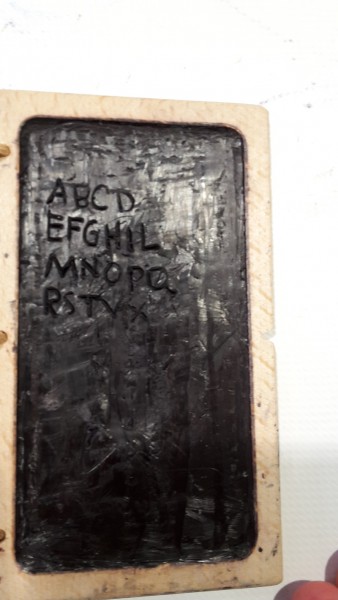 ABCD
EFGHIL
MNOPQ
RSTVX